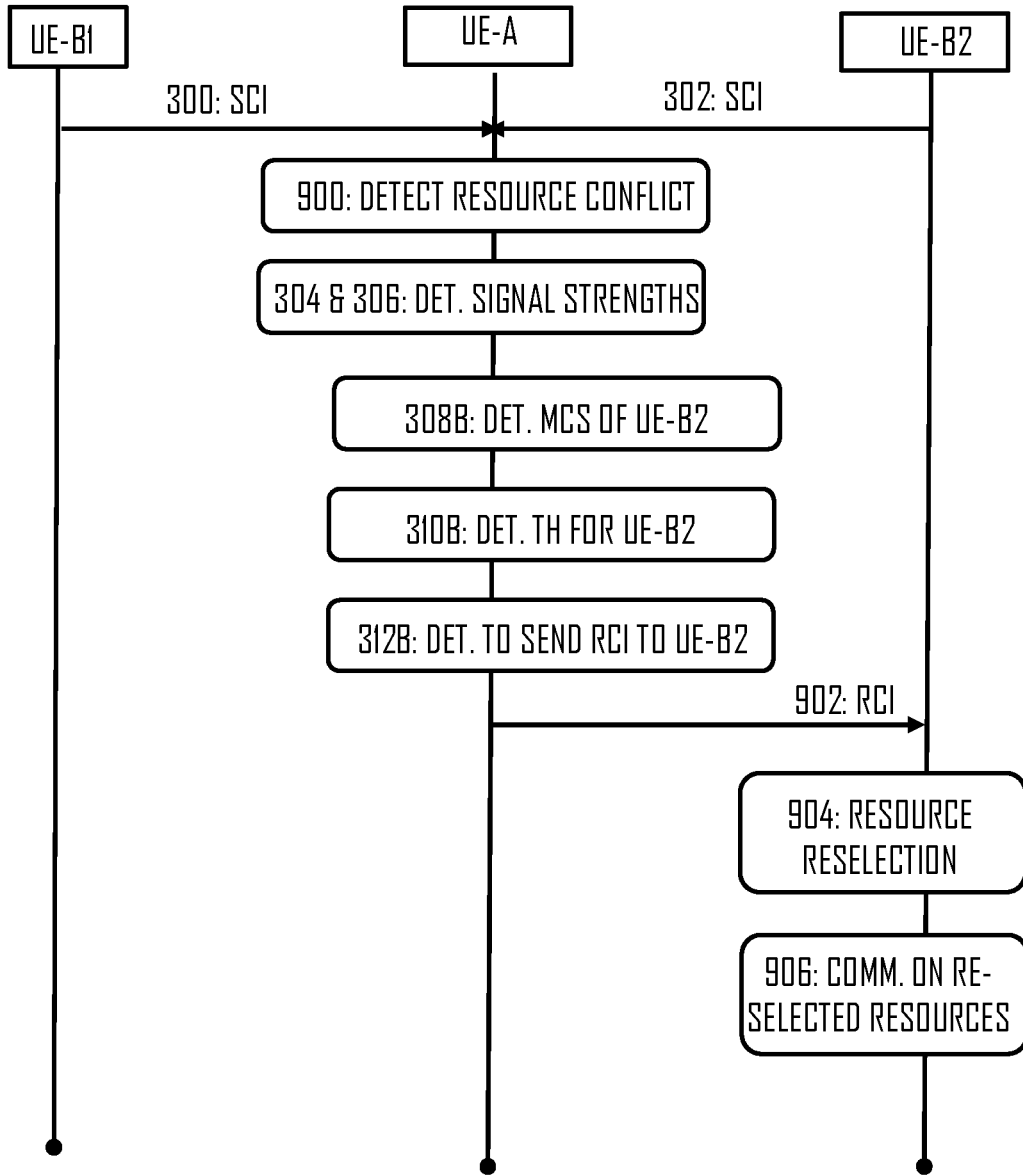 UE-B1
UE-A
UE-B2
300: SCI
302: SCI
900: DETECT RESOURCE CONFLICT
304 & 306: DET. SIGNAL STRENGTHS
308B: DET. MCS OF UE-B2
310B: DET. TH FOR UE-B2
312B: DET. TO SEND RCI TO UE-B2
902: RCI
904: RESOURCE
RESELECTION
906: COMM. ON RE-
SELECTED RESOURCES